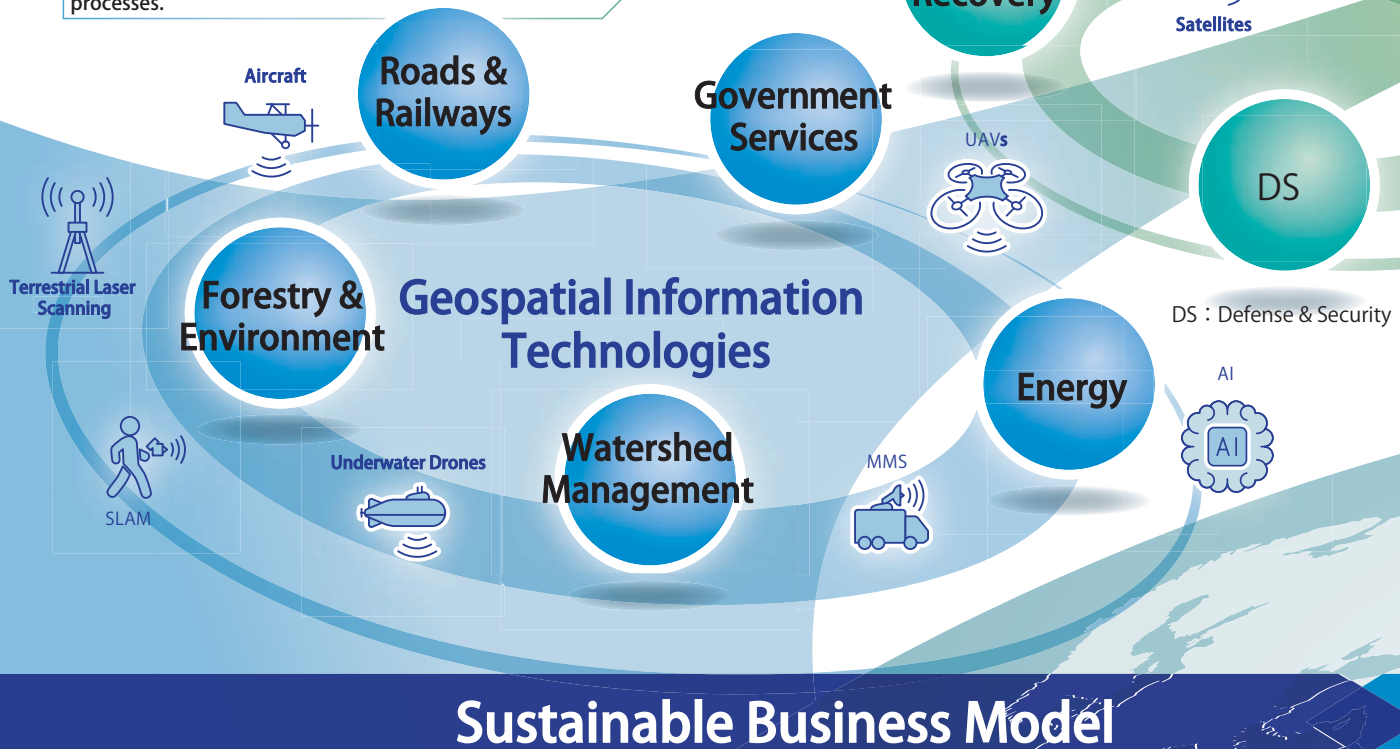 processes.
Recovery
Satellites
Aircraft
Roads &
Railways
Government
Services
UAVs
DS
Terrestrial Laser
Scanning
Forestry &
Environment
Geospatial Information
Technologies
DS：Defense & Security
Energy
AI
AI
Watershed
Management
Underwater Drones
MMS
SLAM
Sustainable Business Model